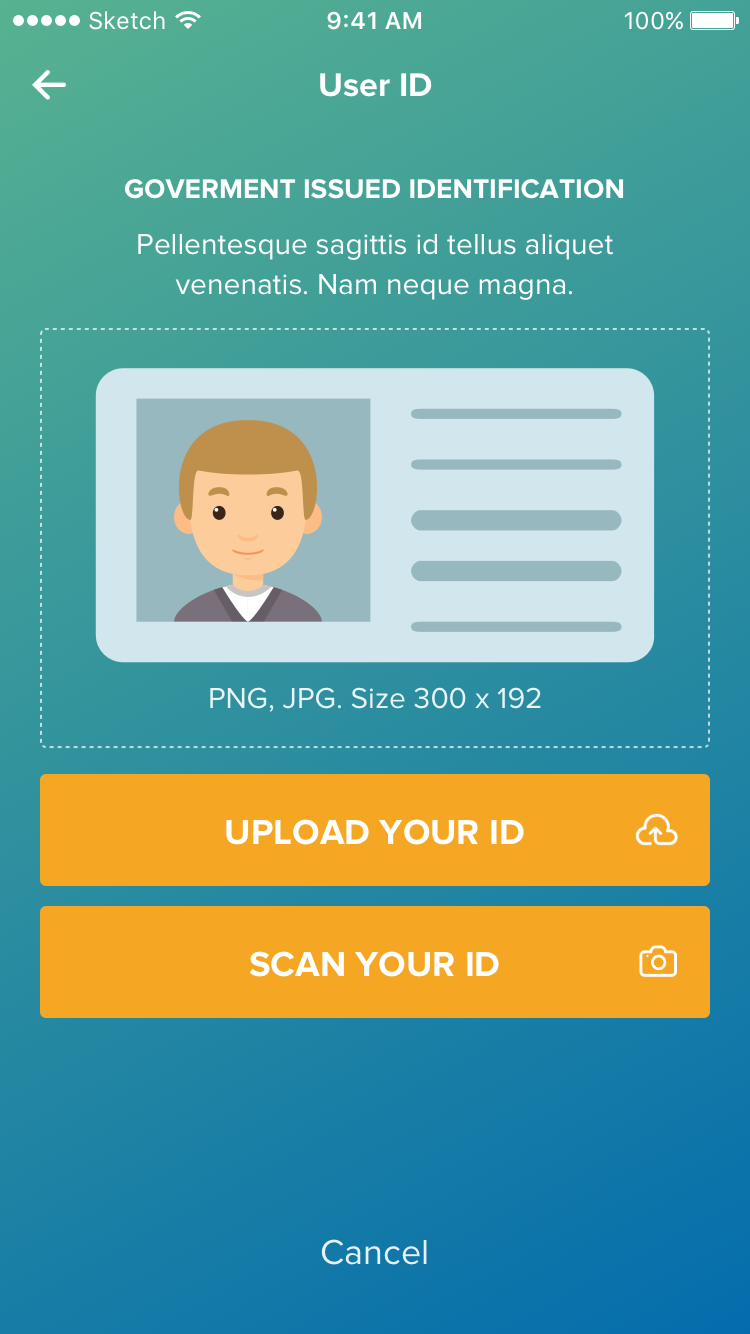 Sketch 9:41 AM 100%
User ID
GOVERMENT ISSUED IDENTIFICATION
Pellentesque sagittis id tellus aliquet
venenatis. Nam neque magna.
PNG, JPG. Size 300 x 192
UPLOAD YOUR ID
SCAN YOUR ID
Cancel